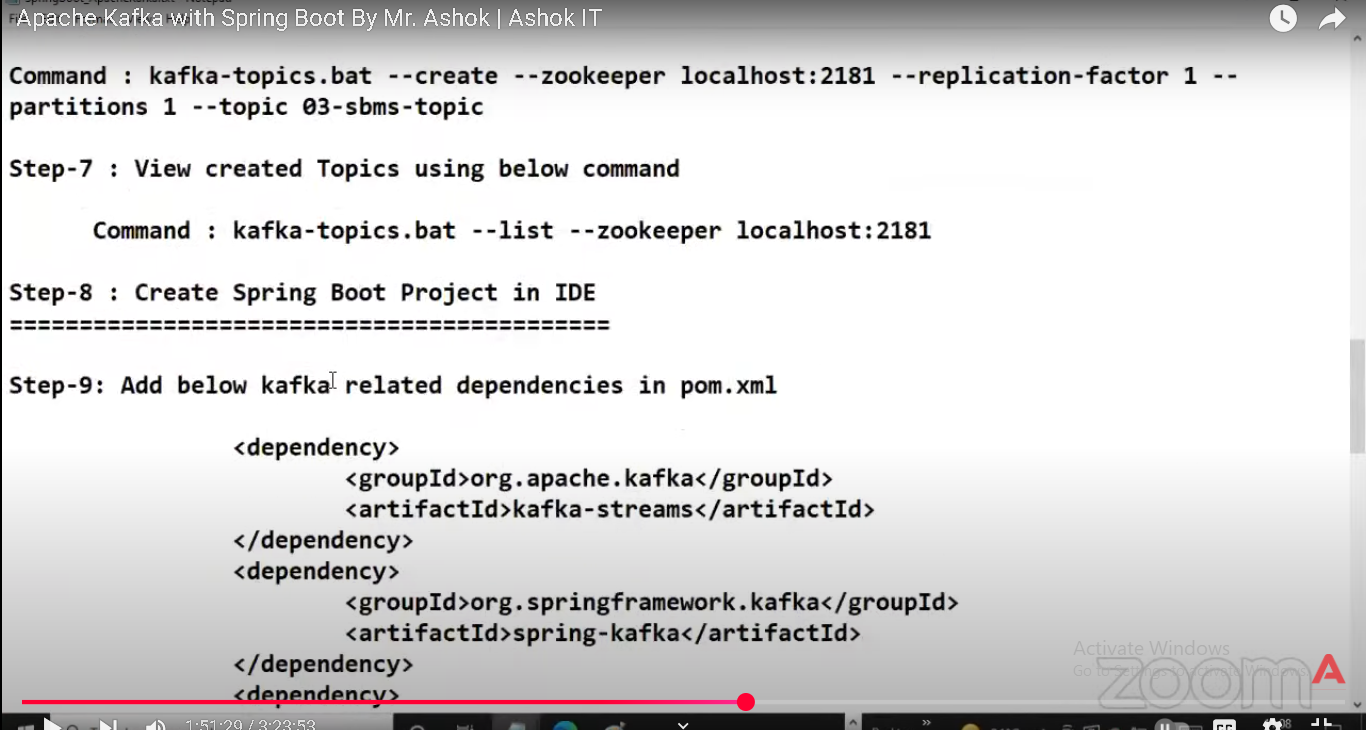 Apache Kafka with Spring Boot By Mr. Ashok | Ashok IT
Command : kafka-topics.bat --create --zookeeper localhost:2181 --replication-factor 1 --
partitions 1 --topic 03-sbms-topic
Step-7 : View created Topics using below command
Command : kafka-topics.bat --list --zookeeper localhost:2181
Step-8 : Create Spring Boot Project in IDE
===========================================
Step-9: Add below kafka related dependencies in pom.xml
<dependency>
<groupId>org.apache.kafka</groupId>
<artifactId>kafka-streams</artifactId>
</dependency>
<dependency>
<groupId>org.springframework.kafka</groupId>
<artifactId>spring-kafka</artifactId>
</dependency>
<dependency>
Activate Windows
Go to Settings to activate Windows.
zoom A
1:51:29 / 3:23:53
CC